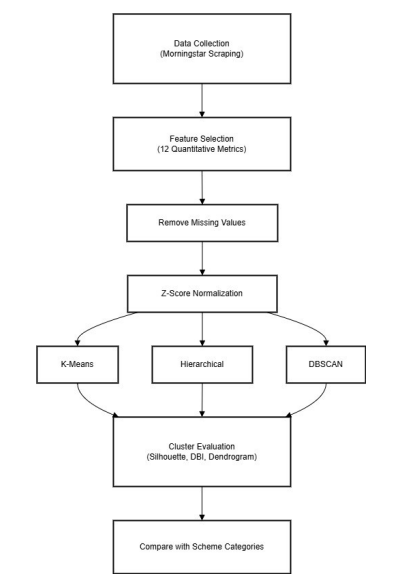 Data Collection
(Morningstar Scraping)
Feature Selection
(12 Quantitative Metrics)
Remove Missing Values
Z-Score Normalization
K-Means
Hierarchical
DBSCAN
Cluster Evaluation
(Silhouette, DBI, Dendrogram)
Compare with Scheme Categories